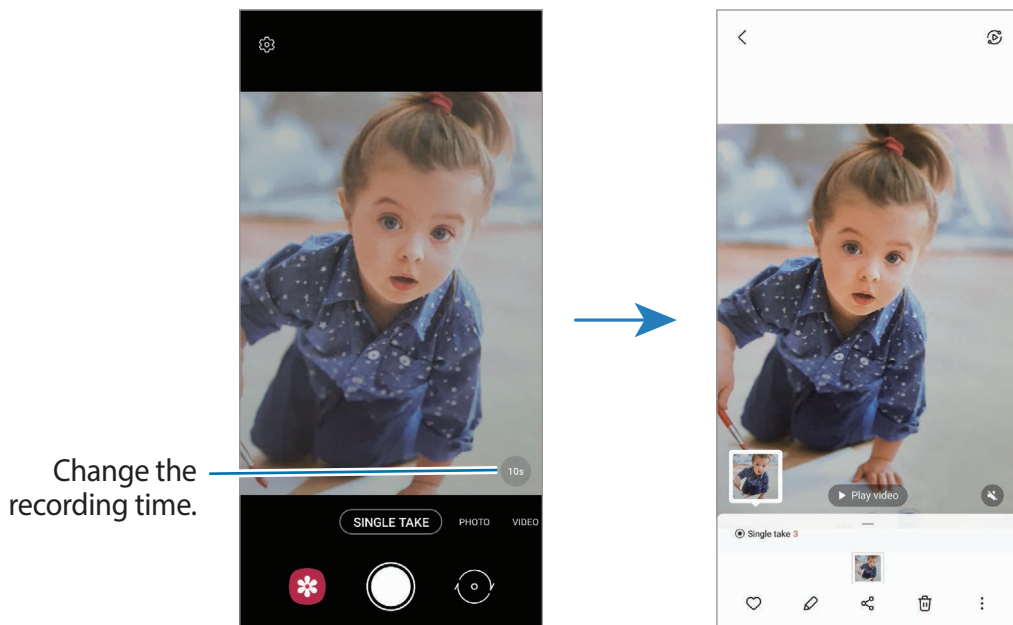 Change the
recording time.
10s
SINGLE TAKE PHOTO VIDEO
Play video
Single take 3